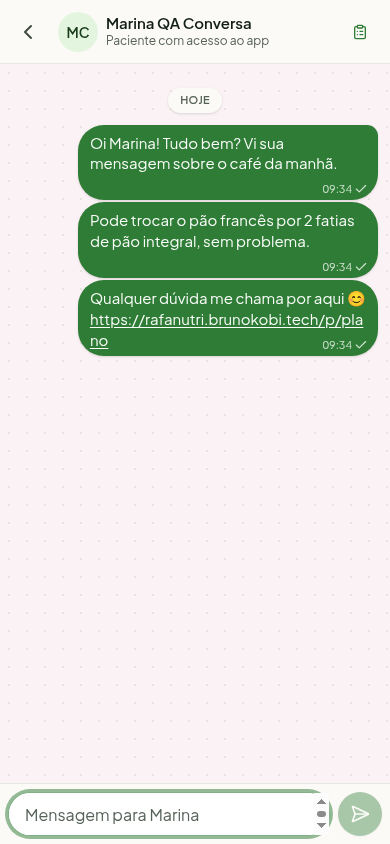 MC
Marina QA Conversa
Paciente com acesso ao app
HOJE
Oi Marina! Tudo bem? Vi sua
mensagem sobre o café da manhã.
09:34
Pode trocar o pão francês por 2 fatias
de pão integral, sem problema.
09:34
Qualquer dúvida me chama por aqui 😊
https://rafanutri.brunokobi.tech/p/pla
no
09:34
Mensagem para Marina